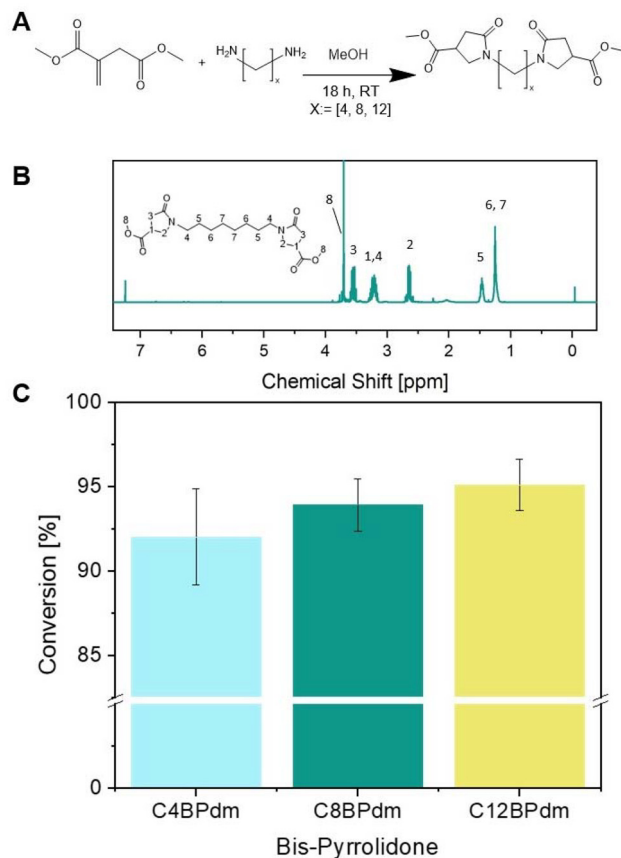 A
O
O
O
O
+
H₂N
NH₂
x
MeOH
18 h, RT
X:= [4, 8, 12]
O
O
O
N
x
N
O
O
O
B
8
O
O
3
O
2
1
N
4
5
6
7
7
6
5
4
N
O
3
2
1
O
O
8
8
3
1,4
2
5
6, 7
7 6 5 4 3 2 1 0
Chemical Shift [ppm]
C
Conversion [%]
100
95
90
85
0
C4BPdm C8BPdm C12BPdm
Bis-Pyrrolidone